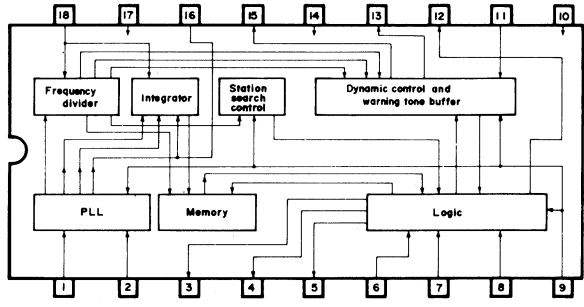 18 17 16 15 14 13 12 11 10
Frequency
divider
Integrator
Station
search
control
Dynamic control and
warning tone buffer
PLL
Memory
Logic
1 2 3 4 5 6 7 8 9